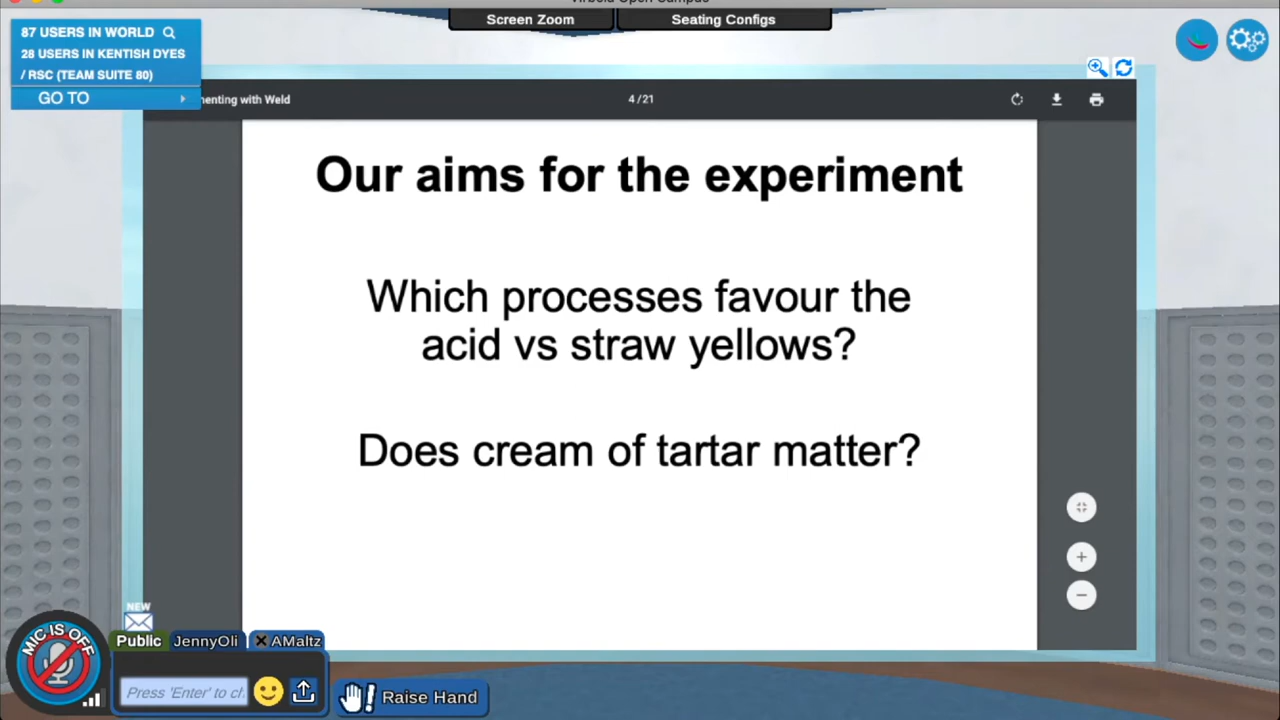 Screen Zoom
Seating Configs
87 USERS IN WORLD
28 USERS IN KENTISH DYES
/ RSC (TEAM SUITE 80)
GO TO
nenting with Weld
4 / 21
Our aims for the experiment
Which processes favour the
acid vs straw yellows?
Does cream of tartar matter?
NEW
MIC IS OFF
Public
JennyOli
AMaltz
Press 'Enter' to ch
Raise Hand